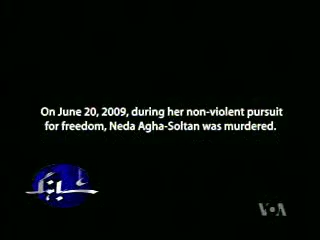 On June 20, 2009, during her non-violent pursuit
for freedom, Neda Agha-Soltan was murdered.
VOA